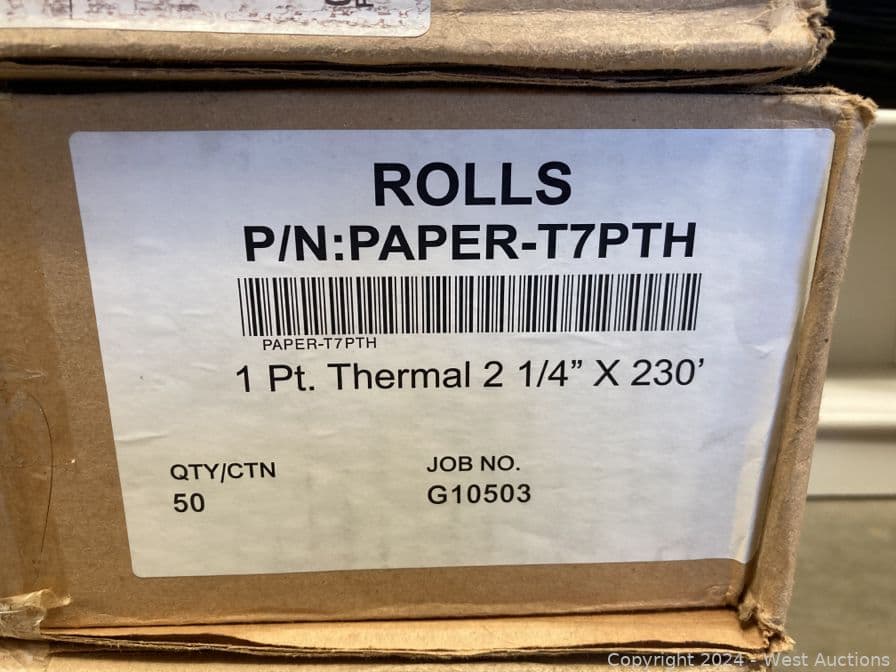 ROLLS
P/N:PAPER-T7PTH
PAPER-T7PTH
1 Pt. Thermal 2 1/4” X 230’
QTY/CTN
50
JOB NO.
G10503
Copyright 2024 - West Auctions